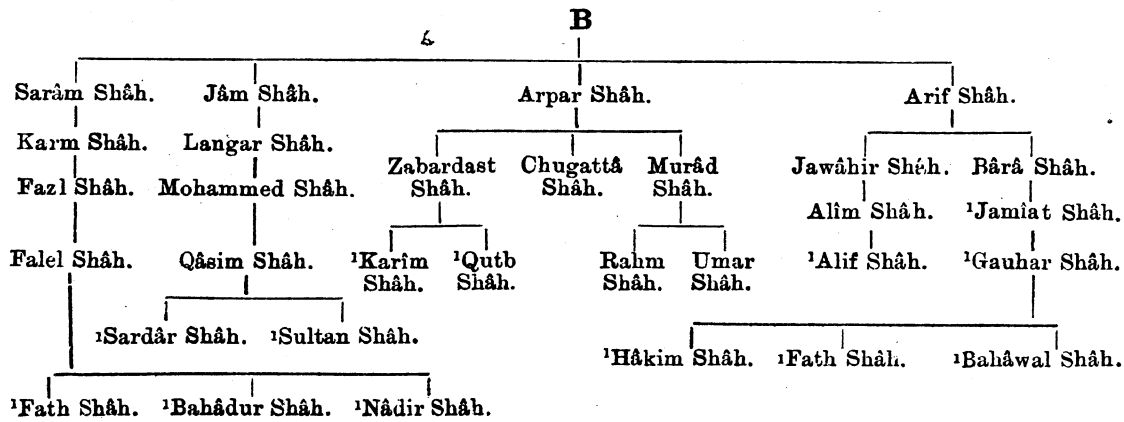 B
Sarâm Shâh. Jâm Shâh. Arpar Shâh. Arif Shâh.
Karm Shâh. Langar Shâh.
Zabardast Shâh. Chugattâ Shâh. Murâd Shâh. Jawâhir Shéh. Bârâ Shâh.
Fazl Shâh. Mohammed Shâh.
Alîm Shâh. ¹Jamîat Shâh.
Falel Shâh. Qâsim Shâh. ¹Karîm Shâh. ¹Qutb Shâh. Rahm Shâh. Umar Shâh. ¹Alif Shâh. ¹Gauhar Shâh.
¹Sardâr Shâh. ¹Sultan Shâh.
¹Hâkim Shâh. ¹Fath Shâh. ¹Bahâwal Shâh.
¹Fath Shâh. ¹Bahâdur Shâh. ¹Nâdir Shâh.